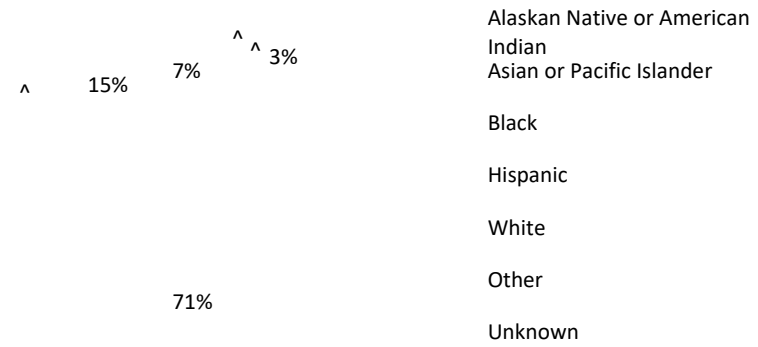 ^
^
3%
7%
15%
^
71%
Alaskan Native or American
Indian
Asian or Pacific Islander
Black
Hispanic
White
Other
Unknown